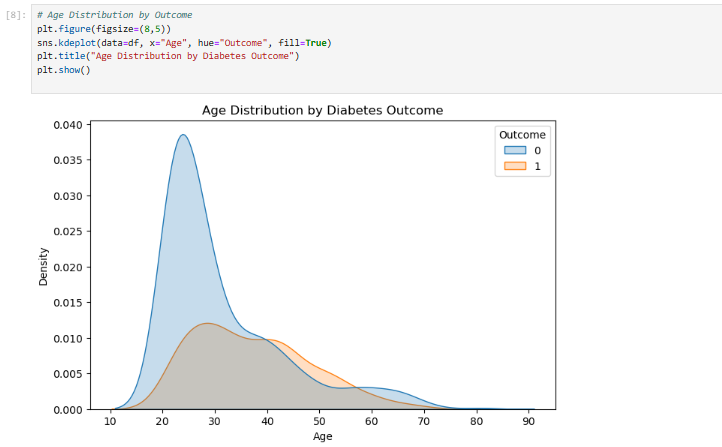 [8]: # Age Distribution by Outcome
plt.figure(figsize=(8,5))
sns.kdeplot(data=df, x="Age", hue="Outcome", fill=True)
plt.title("Age Distribution by Diabetes Outcome")
plt.show()
Age Distribution by Diabetes Outcome
Outcome
0
1
0.040
0.035
0.030
0.025
0.020
0.015
0.010
0.005
0.000
Density
10 20 30 40 50 60 70 80 90
Age